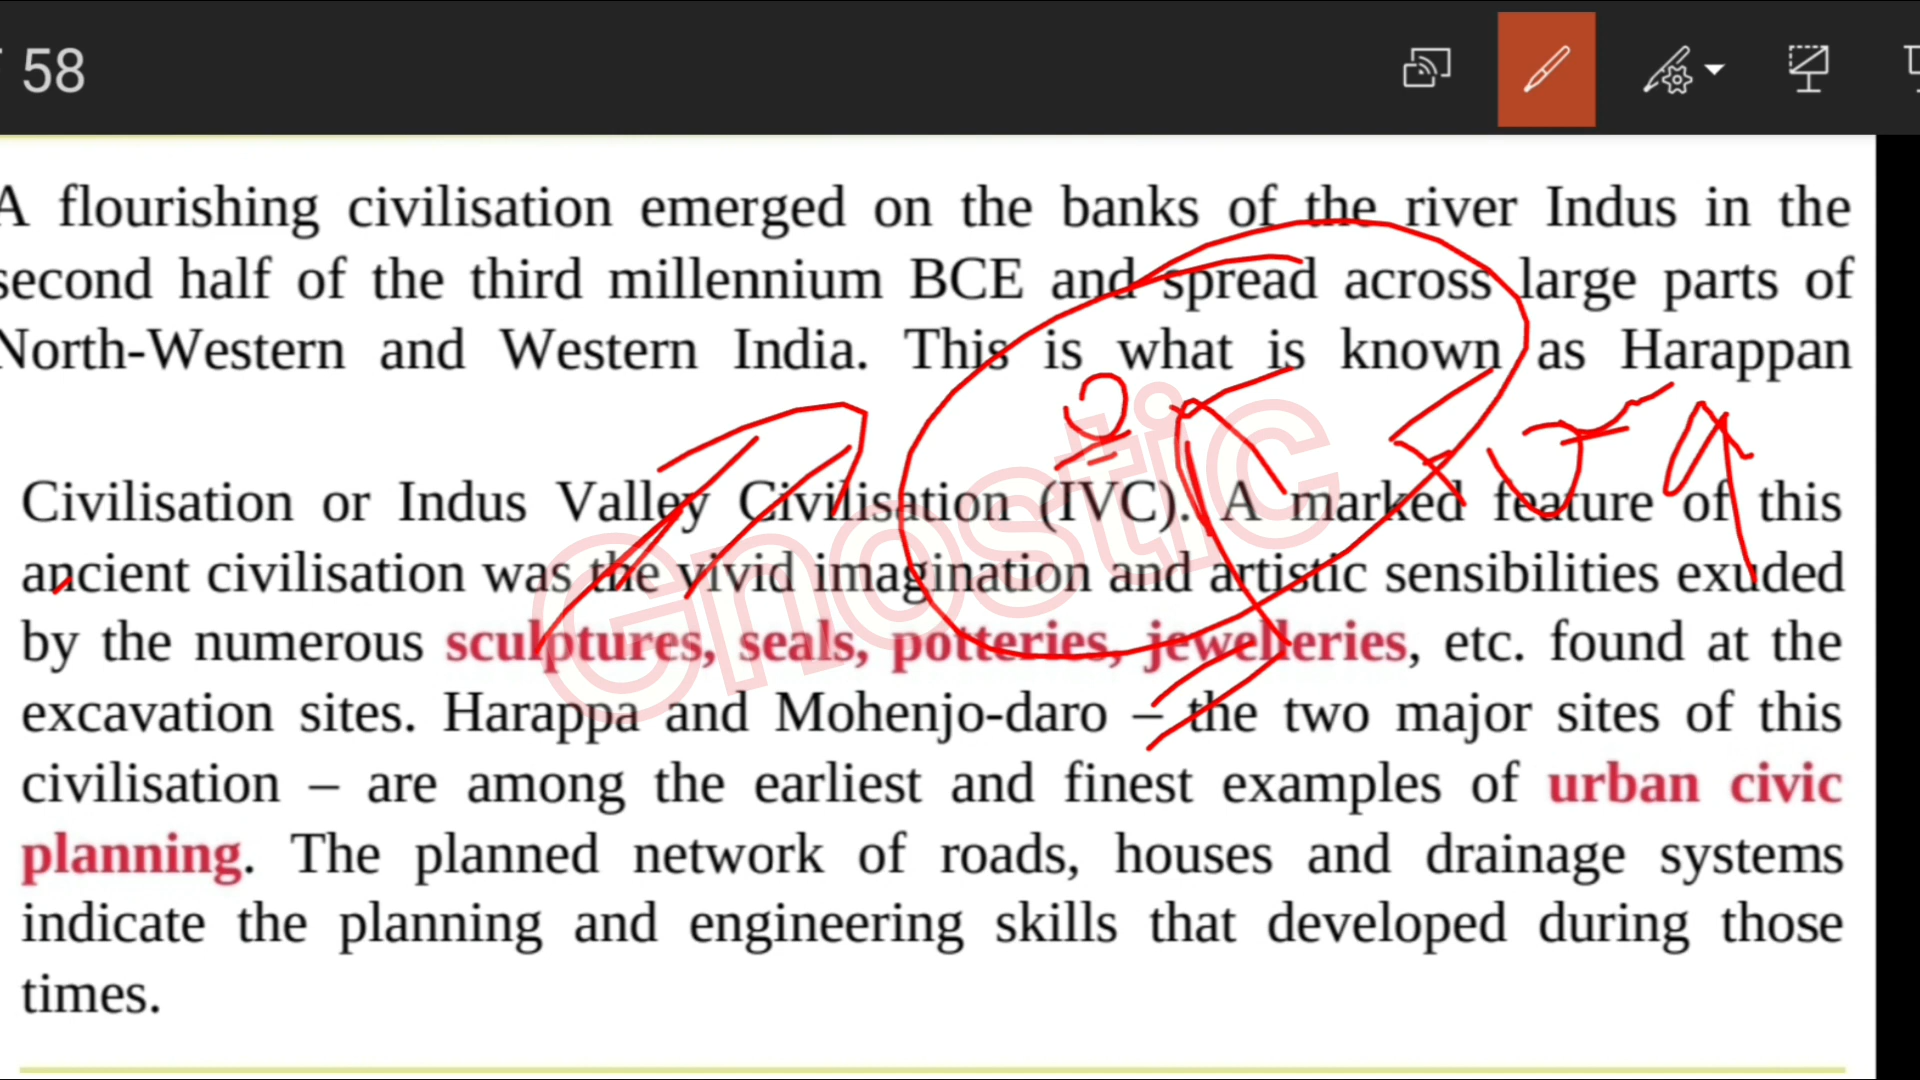 58
A flourishing civilisation emerged on the banks of the river Indus in the
second half of the third millennium BCE and spread across large parts of
North-Western and Western India. This is what is known as Harappan
Civilisation or Indus Valley Civilisation (IVC). A marked feature of this
ancient civilisation was the vivid imagination and artistic sensibilities exuded
by the numerous sculptures, seals, potteries, jewelleries, etc. found at the
excavation sites. Harappa and Mohenjo-daro – the two major sites of this
civilisation – are among the earliest and finest examples of urban civic
planning. The planned network of roads, houses and drainage systems
indicate the planning and engineering skills that developed during those
times.
Gnostic